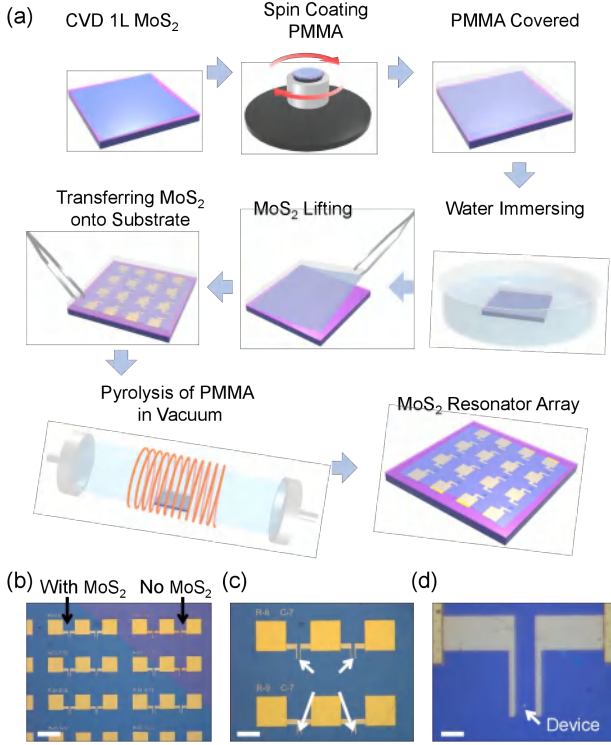 (a)
CVD 1L MoS2
Spin Coating
PMMA
PMMA Covered
Transferring MoS2
onto Substrate
MoS2 Lifting
Water Immersing
Pyrolysis of PMMA
in Vacuum
MoS2 Resonator Array
(b)
With MoS2
No MoS2
(c)
R-8 C-7
R-9 C-7
(d)
Device